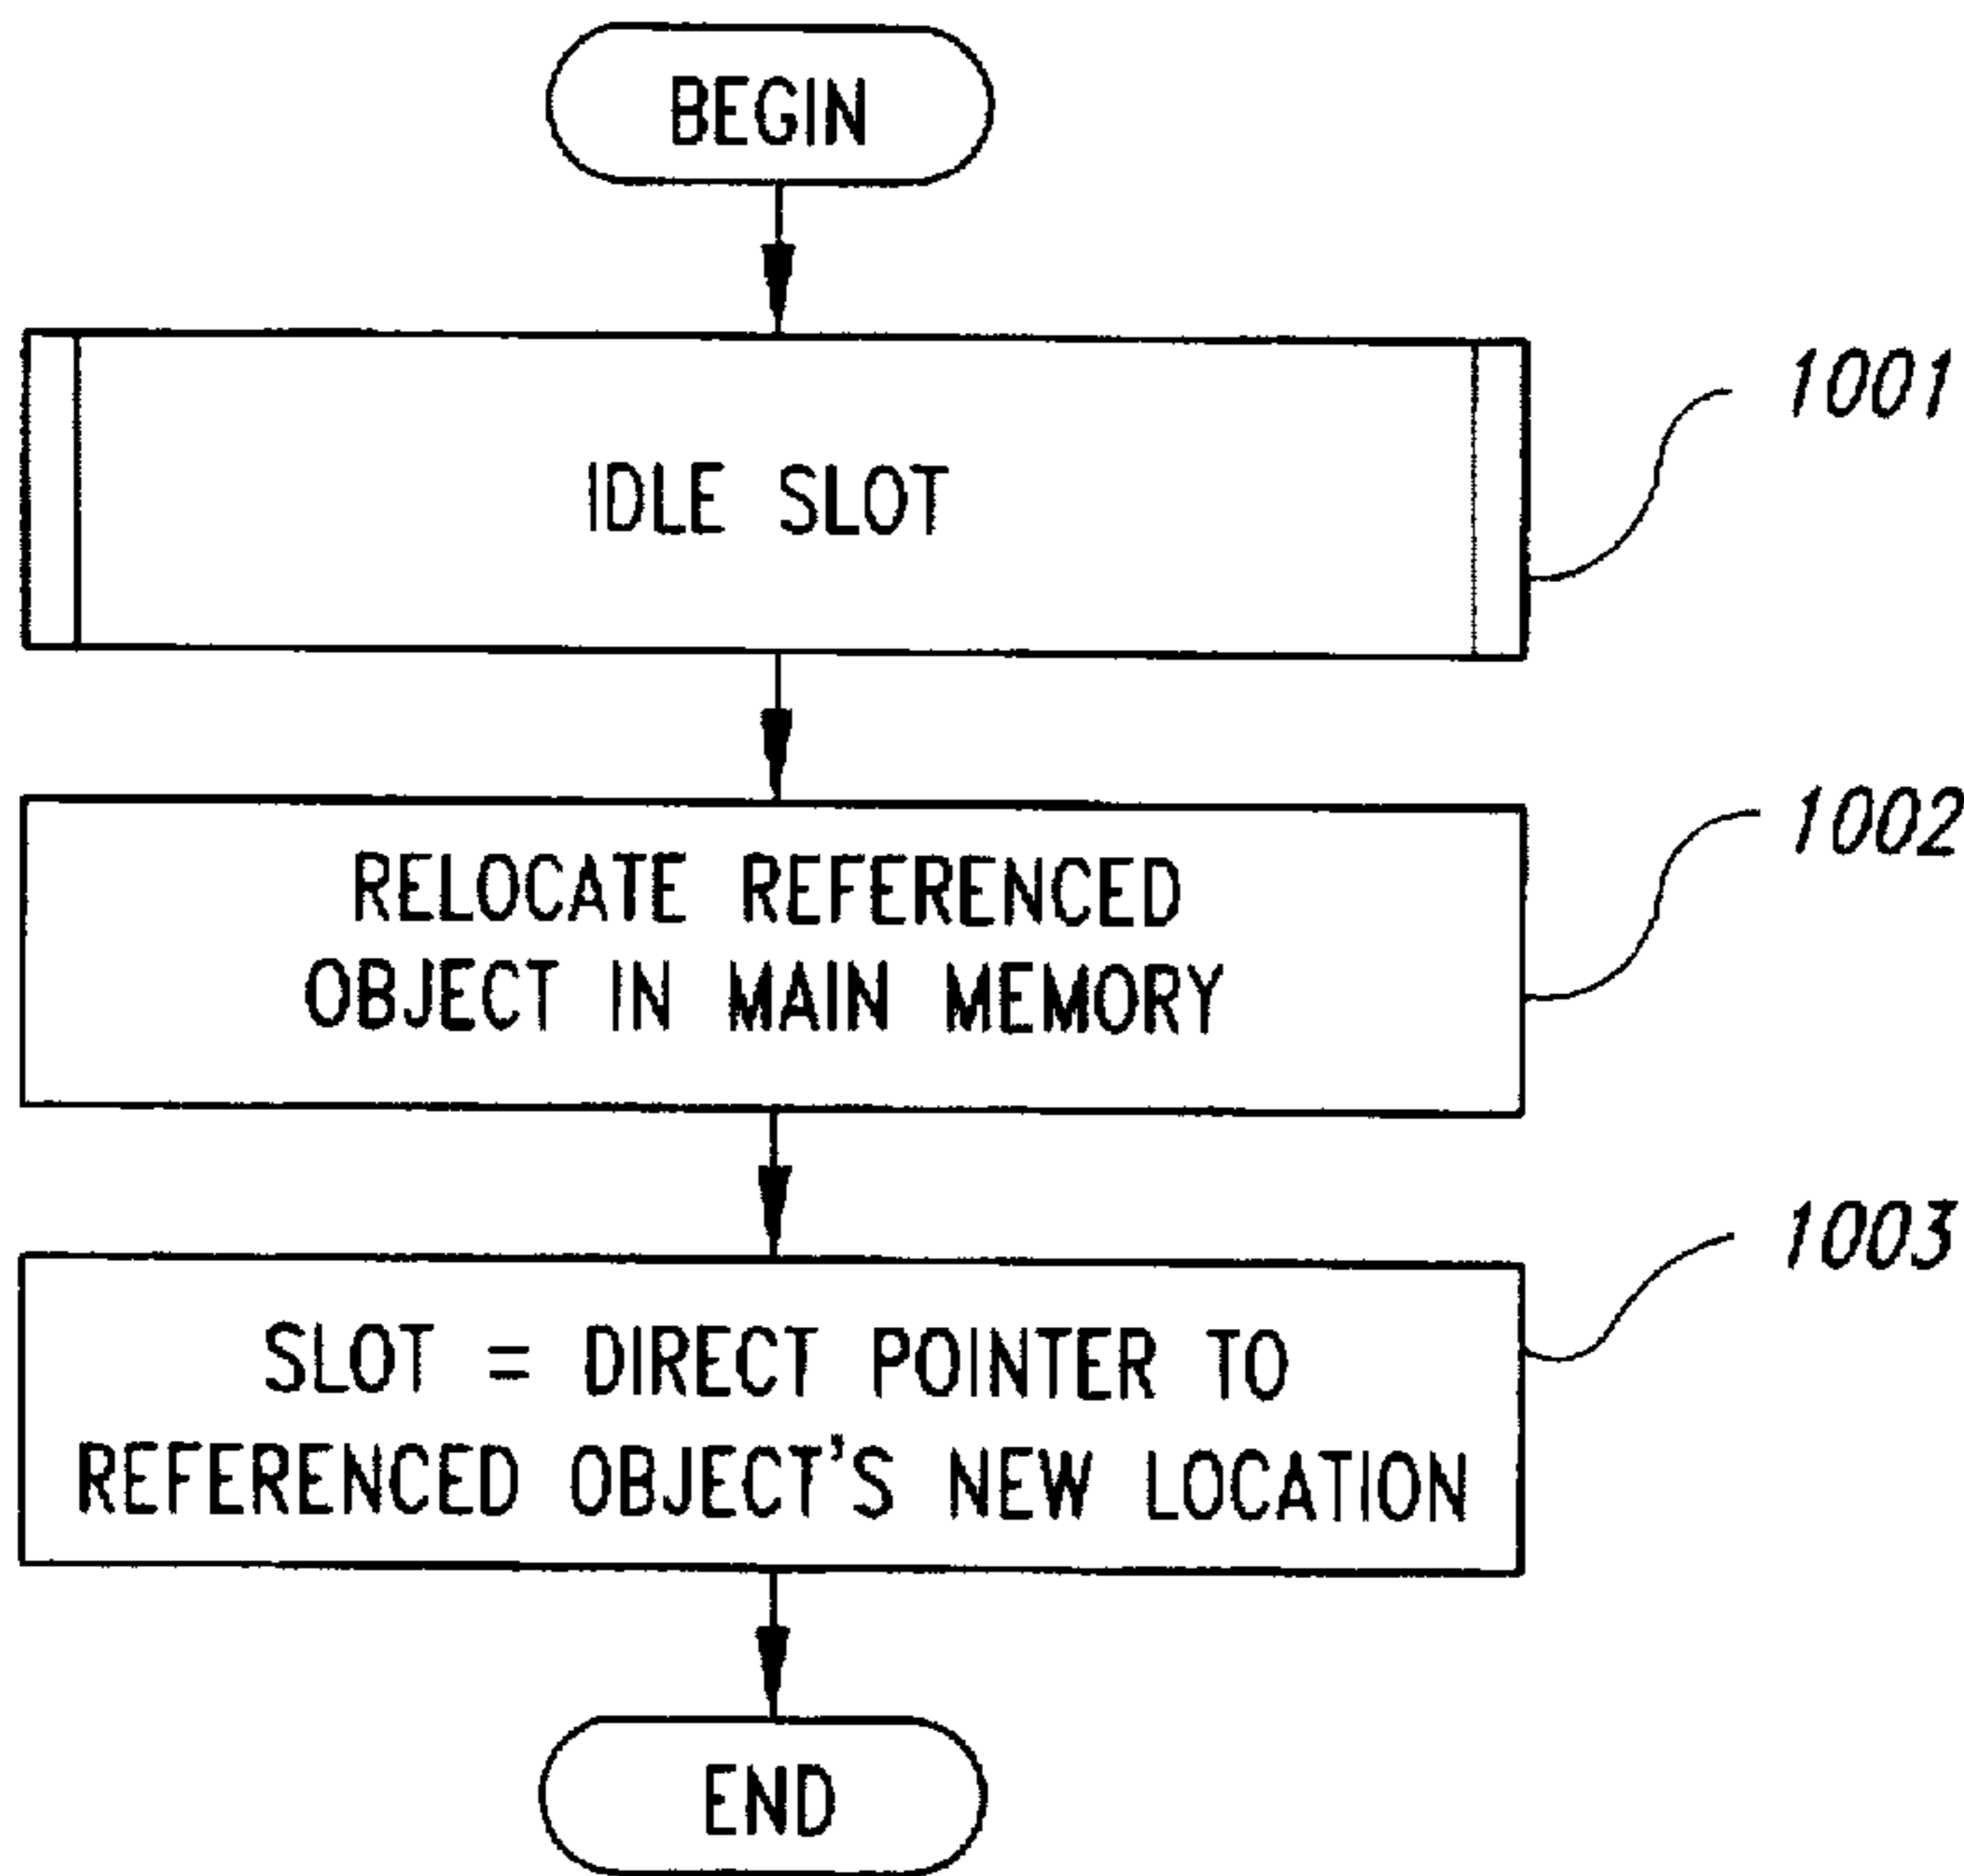 BEGIN
IDLE SLOT
1001
RELOCATE REFERENCED
OBJECT IN MAIN MEMORY
1002
SLOT = DIRECT POINTER TO
REFERENCED OBJECT'S NEW LOCATION
1003
END